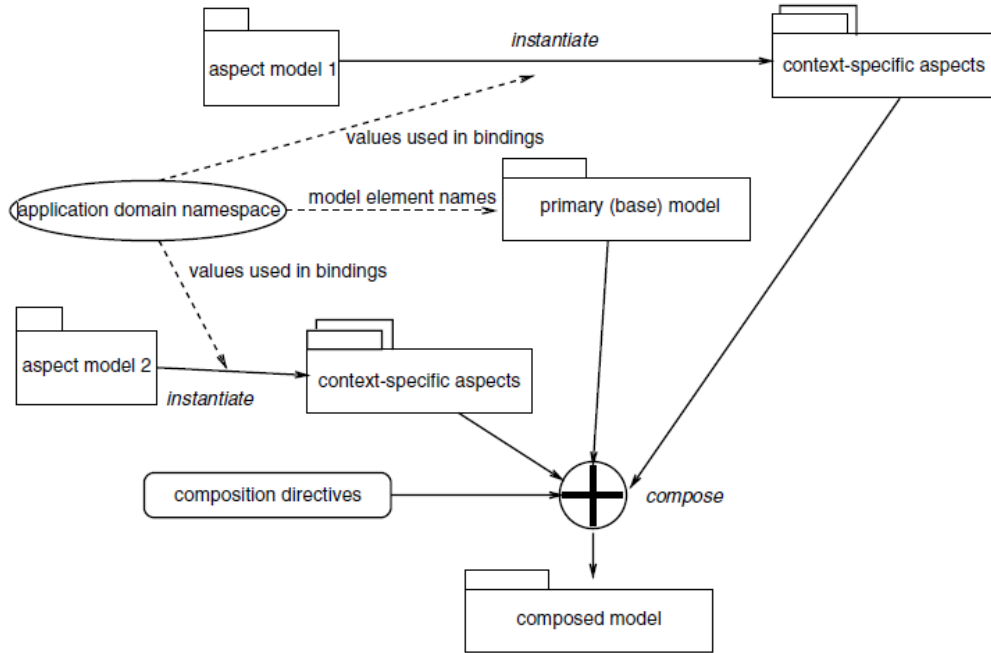 instantiate
aspect model 1
context-specific aspects
values used in bindings
model element names
application domain namespace
primary (base) model
values used in bindings
aspect model 2
instantiate
context-specific aspects
composition directives
compose
composed model